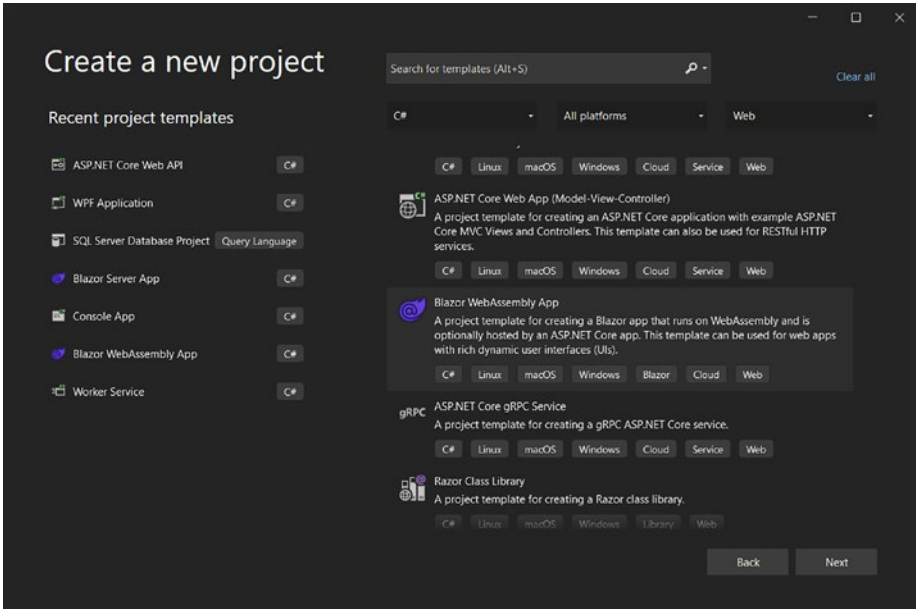 Create a new project
Recent project templates
ASP.NET Core Web API C#
WPF Application C#
SQL Server Database Project Query Language
Blazor Server App C#
Console App C#
Blazor WebAssembly App C#
Worker Service C#
Search for templates (Alt+S)
Clear all
C# All platforms Web
C# Linux macOS Windows Cloud Service Web
ASP.NET Core Web App (Model-View-Controller)
A project template for creating an ASP.NET Core application with example ASP.NET
Core MVC Views and Controllers. This template can also be used for RESTful HTTP
services.
C# Linux macOS Windows Cloud Service Web
Blazor WebAssembly App
A project template for creating a Blazor app that runs on WebAssembly and is
optionally hosted by an ASP.NET Core app. This template can be used for web apps
with rich dynamic user interfaces (UIs).
C# Linux macOS Windows Blazor Cloud Web
gRPC ASP.NET Core gRPC Service
A project template for creating a gRPC ASP.NET Core service.
C# Linux macOS Windows Cloud Service Web
Razor Class Library
A project template for creating a Razor class library.
C# Linux macOS Windows Library Web
Back Next